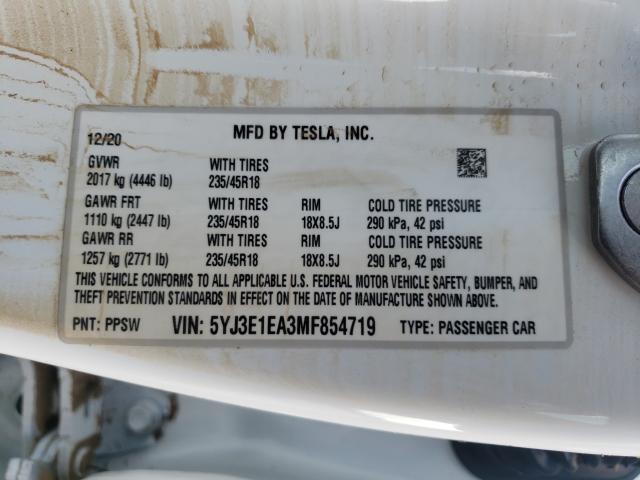 12/20 MFD BY TESLA, INC.
GVWR WITH TIRES
2017 kg (4446 lb) 235/45R18
GAWR FRT WITH TIRES RIM COLD TIRE PRESSURE
1110 kg (2447 lb) 235/45R18 18X8.5J 290 kPa, 42 psi
GAWR RR WITH TIRES RIM COLD TIRE PRESSURE
1257 kg (2771 lb) 235/45R18 18X8.5J 290 kPa, 42 psi
THIS VEHICLE CONFORMS TO ALL APPLICABLE U.S. FEDERAL MOTOR VEHICLE SAFETY, BUMPER, AND
THEFT PREVENTION STANDARDS IN EFFECT ON THE DATE OF MANUFACTURE SHOWN ABOVE.
PNT: PPSW VIN: 5YJ3E1EA3MF854719 TYPE: PASSENGER CAR